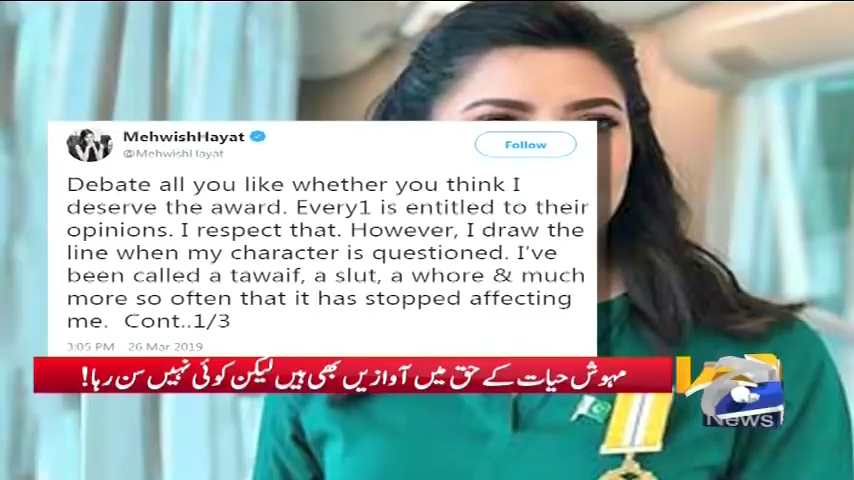 MehwishHayat
@MehwishHayat
Follow
Debate all you like whether you think I
deserve the award. Every1 is entitled to their
opinions. I respect that. However, I draw the
line when my character is questioned. I've
been called a tawaif, a slut, a whore & much
more so often that it has stopped affecting
me. Cont..1/3
3:05 PM 26 Mar 2019
مہوش حیات کے حق میں آوازیں بھی ہیں لیکن کوئی نہیں سن رہا!
News